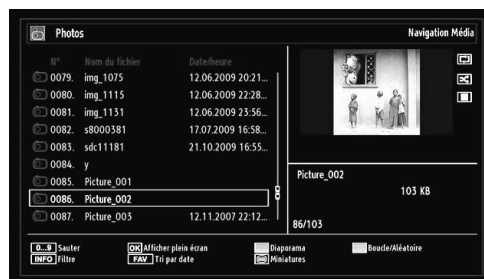 Photos
Navigation Média
N° Nom du fichier Date/heure
0079. img_1075 12.06.2009 20:21...
0080. img_1115 12.06.2009 22:28...
0081. img_1131 12.06.2009 23:56...
0082. s8000381 17.07.2009 16:58...
0083. sdc11181 21.10.2009 16:55...
0084. y
0085. Picture_001
0086. Picture_002
0087. Picture_003 12.11.2007 22:12...
Picture_002
103 KB
86/103
0...9 Sauter OK Afficher plein écran Diaporama Boucle/Aléatoire
INFO Filtre FAV Tri par date Miniatures